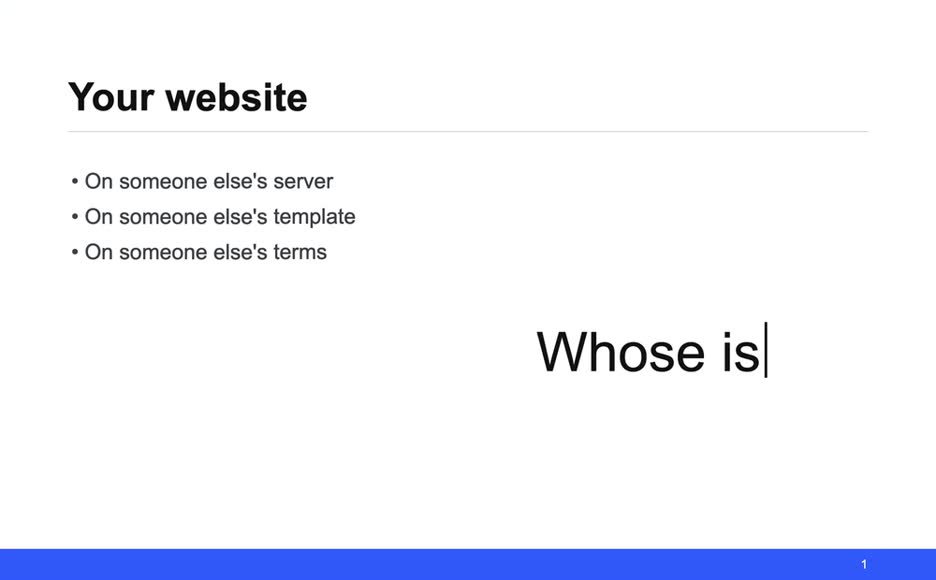 Your website
• On someone else's server
• On someone else's template
• On someone else's terms
Whose is
1